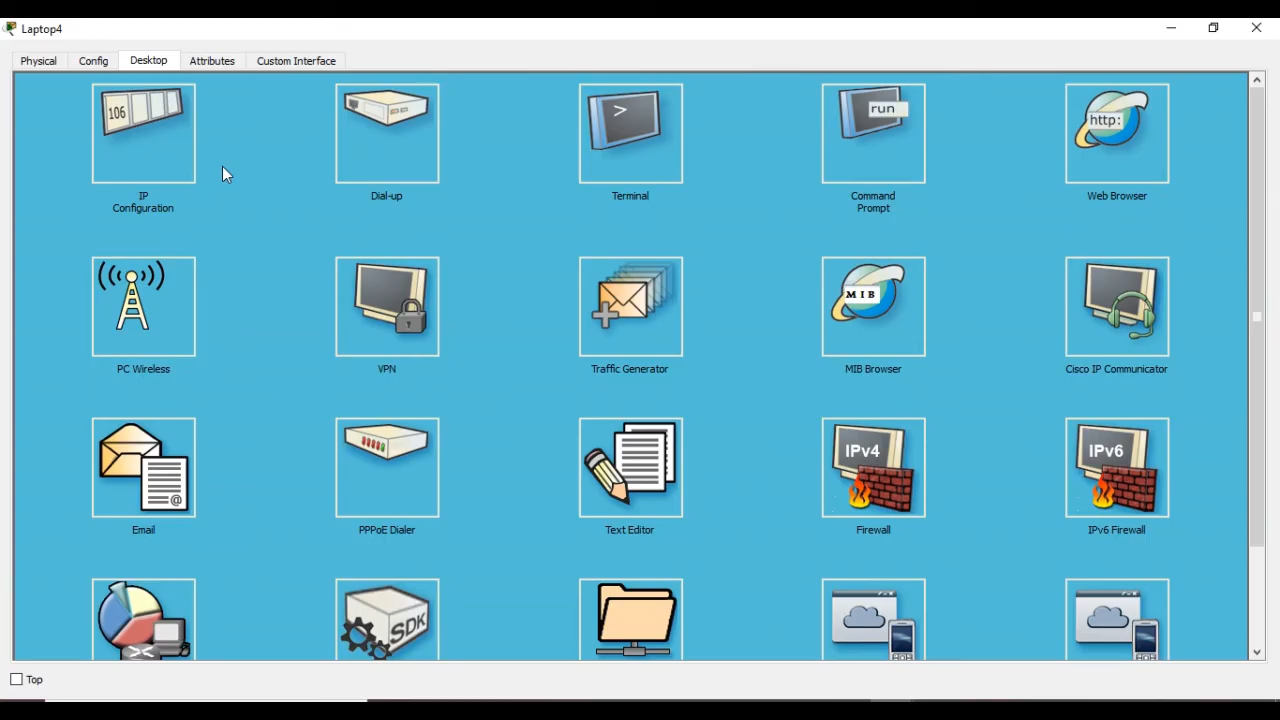 Laptop4
Physical Config Desktop Attributes Custom Interface
106 > run http:
IP Configuration Dial-up Terminal Command Prompt Web Browser
MIB
PC Wireless VPN Traffic Generator MIB Browser Cisco IP Communicator
@ IPv4 IPv6
Email PPPoE Dialer Text Editor Firewall IPv6 Firewall
SDK
Top